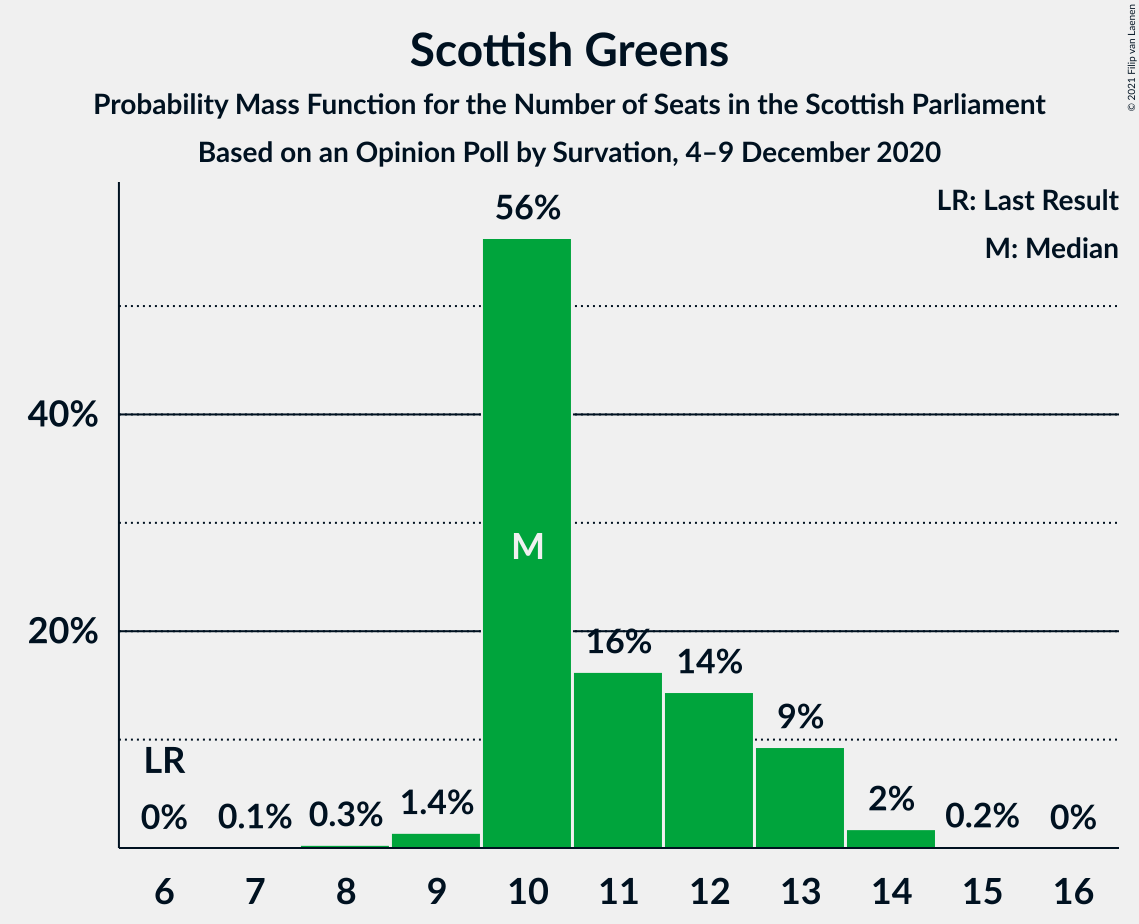 Scottish Greens
Probability Mass Function for the Number of Seats in the Scottish Parliament
Based on an Opinion Poll by Survation, 4–9 December 2020
© 2021 Filip van Laenen
LR: Last Result
M: Median
56%
40%
M
20%
16%
14%
9%
LR
0%
0.1%
0.3%
1.4%
2%
0.2%
0%
6 7 8 9 10 11 12 13 14 15 16